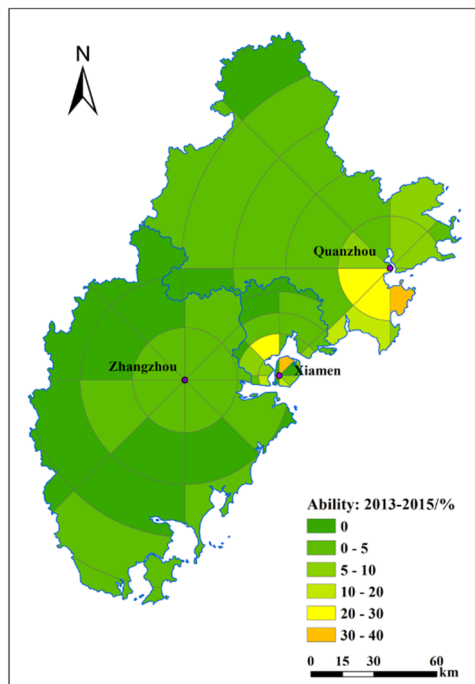 N
Quanzhou
Zhangzhou
Xiamen
Ability: 2013-2015/%
0
0 - 5
5 - 10
10 - 20
20 - 30
30 - 40
0 15 30 60
km